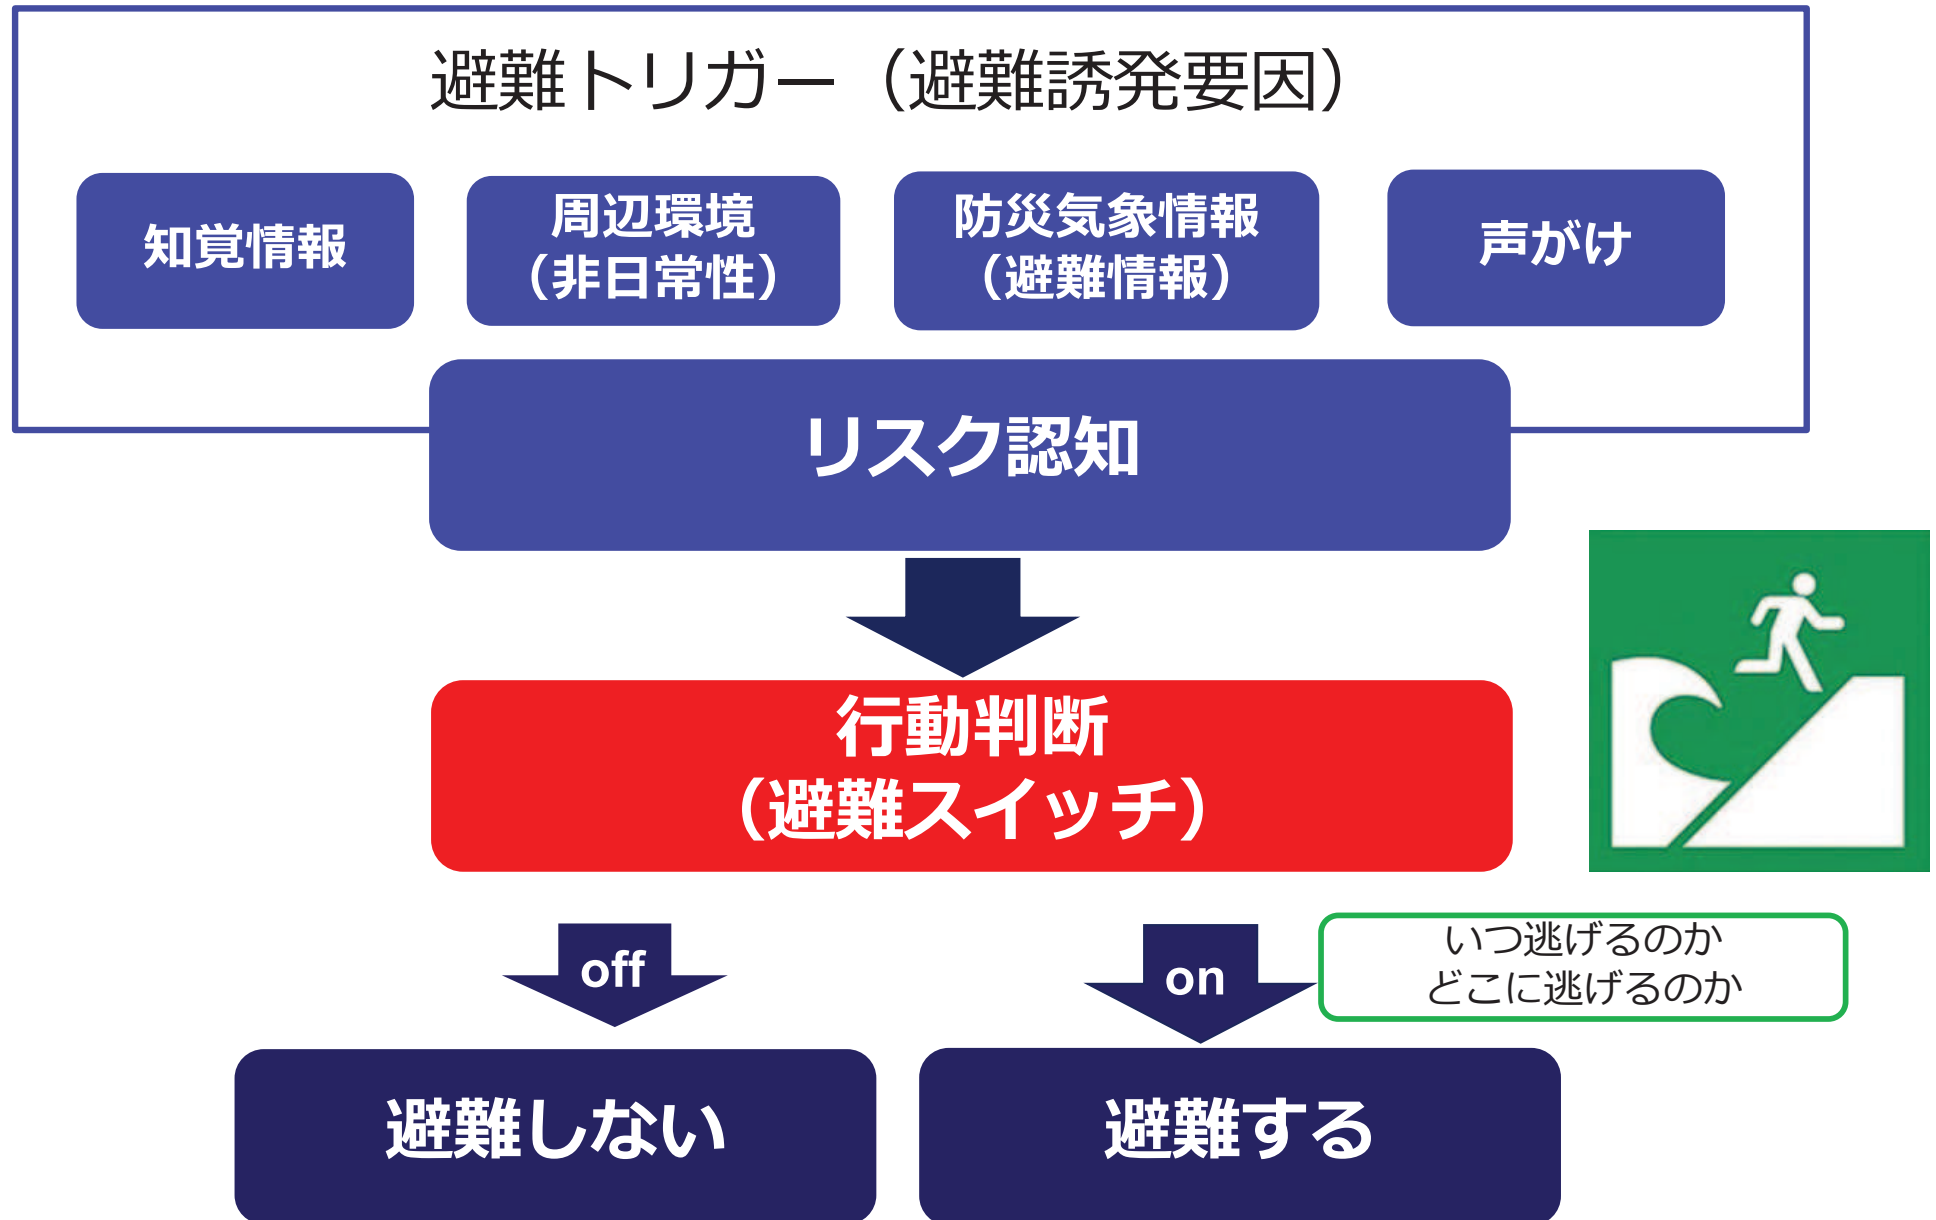 避難トリガー（避難誘発要因）
知覚情報
周辺環境
（非日常性）
防災気象情報
（避難情報）
声がけ
リスク認知
行動判断
（避難スイッチ）
off
on
いつ逃げるのか
どこに逃げるのか
避難しない
避難する